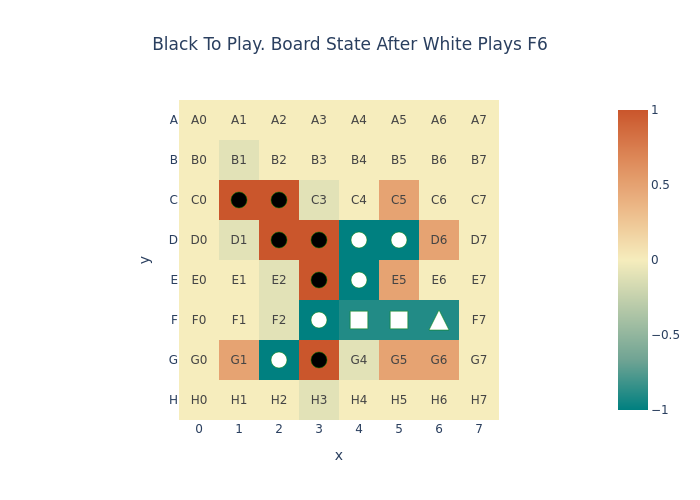 Black To Play. Board State After White Plays F6
A A0 A1 A2 A3 A4 A5 A6 A7
B B0 B1 B2 B3 B4 B5 B6 B7
C C0 C3 C4 C5 C6 C7
D D0 D1 D6 D7
E E0 E1 E2 E5 E6 E7
F F0 F1 F2 F7
G G0 G1 G4 G5 G6 G7
H H0 H1 H2 H3 H4 H5 H6 H7
0 1 2 3 4 5 6 7
x
y
1
0.5
0
−0.5
−1